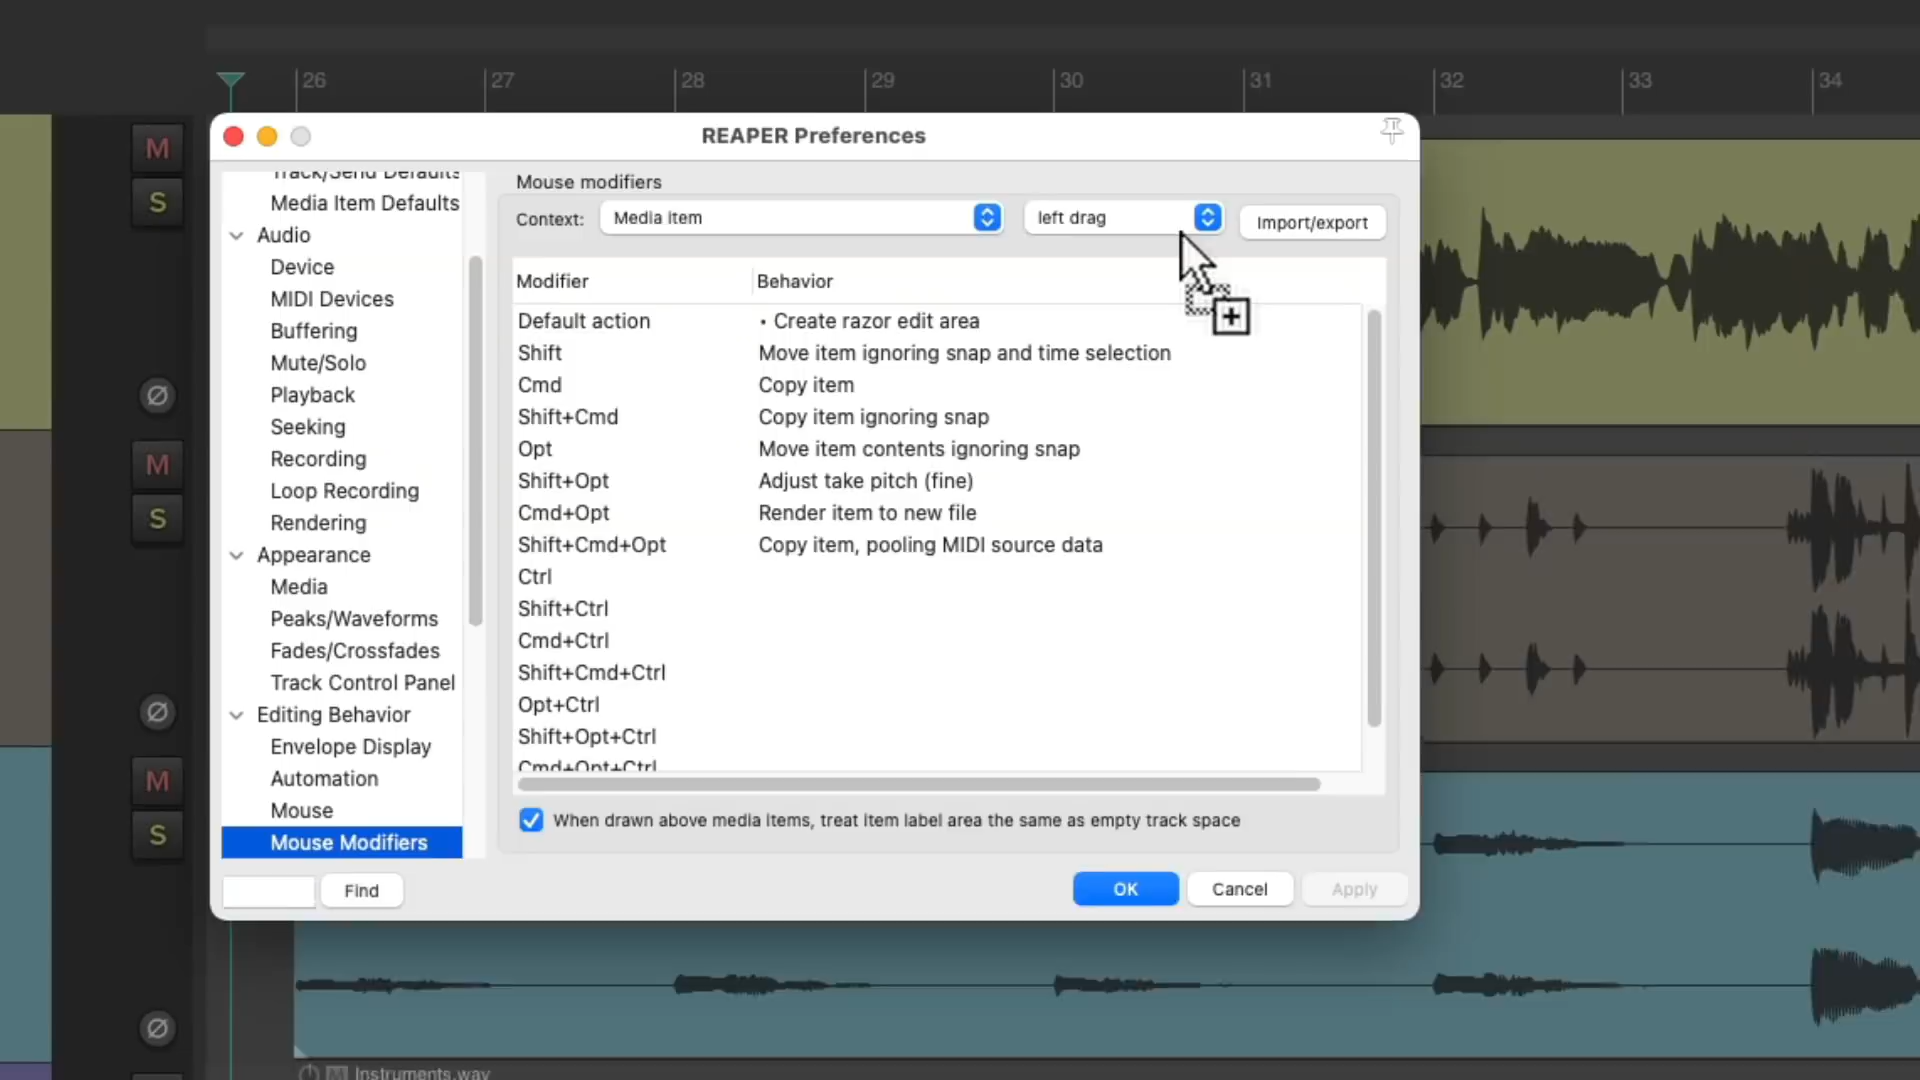 26 27 28 29 30 31 32 33 34
REAPER Preferences
Track/Send Defaults
Media Item Defaults
Audio
Device
MIDI Devices
Buffering
Mute/Solo
Playback
Seeking
Recording
Loop Recording
Rendering
Appearance
Media
Peaks/Waveforms
Fades/Crossfades
Track Control Panel
Editing Behavior
Envelope Display
Automation
Mouse
Mouse Modifiers
Find
Mouse modifiers
Context: Media item left drag Import/export
Modifier Behavior
Default action • Create razor edit area
Shift Move item ignoring snap and time selection
Cmd Copy item
Shift+Cmd Copy item ignoring snap
Opt Move item contents ignoring snap
Shift+Opt Adjust take pitch (fine)
Cmd+Opt Render item to new file
Shift+Cmd+Opt Copy item, pooling MIDI source data
Ctrl
Shift+Ctrl
Cmd+Ctrl
Shift+Cmd+Ctrl
Opt+Ctrl
Shift+Opt+Ctrl
Cmd+Opt+Ctrl
When drawn above media items, treat item label area the same as empty track space
OK Cancel Apply
M
S
M
S
M
S
M Instruments.wav